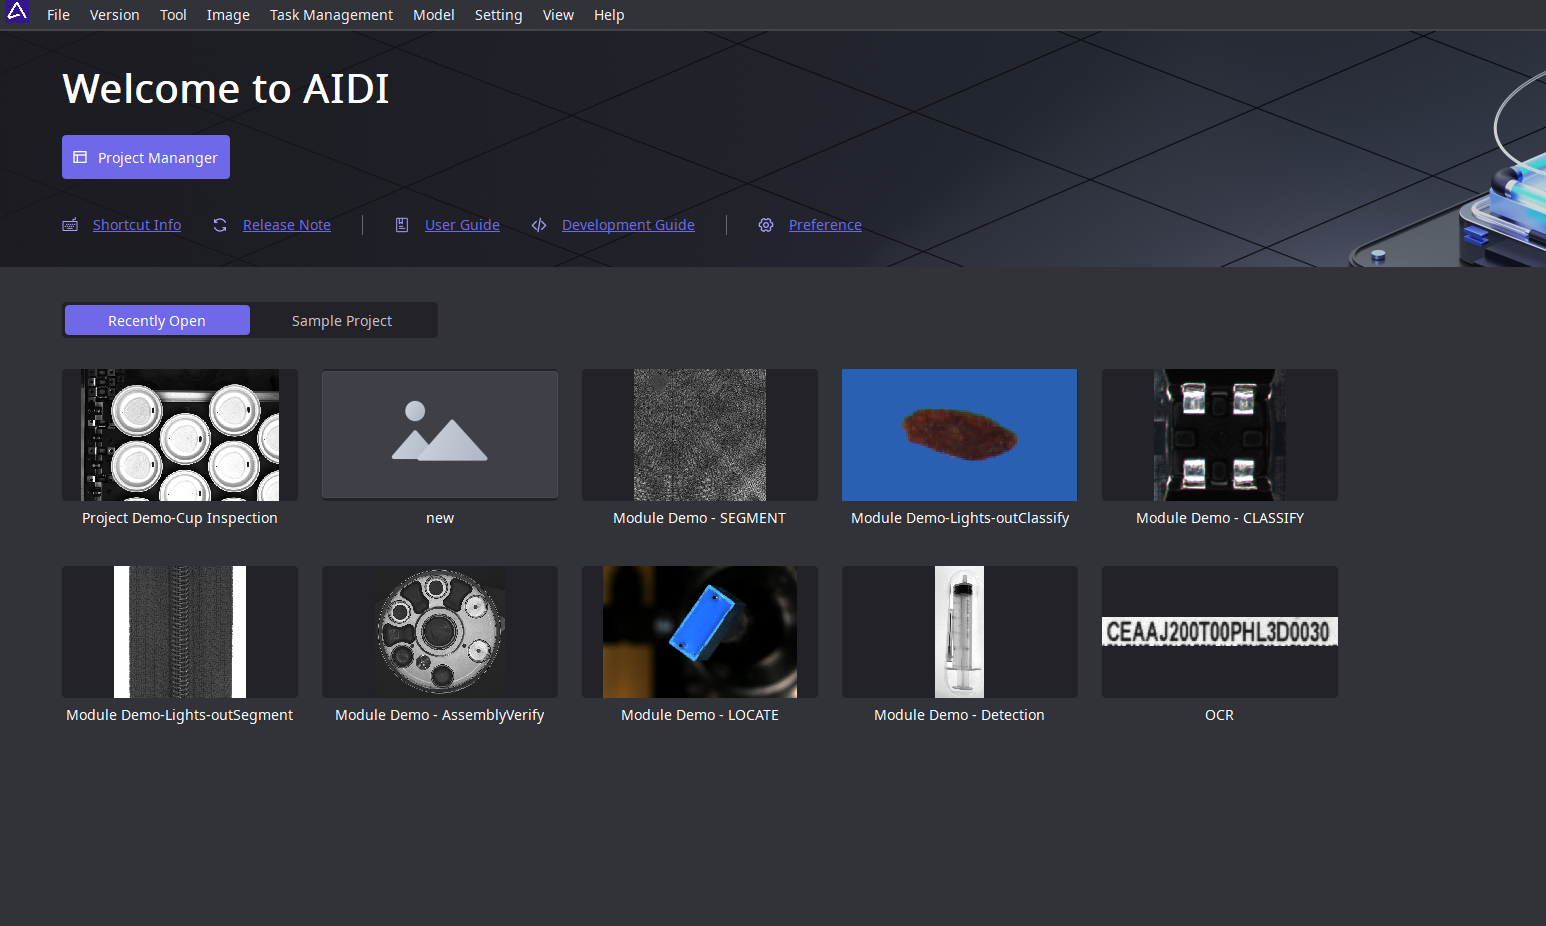 File Version Tool Image Task Management Model Setting View Help
Welcome to AIDI
Project Mananger
Shortcut Info Release Note User Guide Development Guide Preference
Recently Open Sample Project
Project Demo-Cup Inspection new Module Demo - SEGMENT Module Demo-Lights-outClassify Module Demo - CLASSIFY
CEAAJ200T00PHL3D0030
Module Demo-Lights-outSegment Module Demo - AssemblyVerify Module Demo - LOCATE Module Demo - Detection OCR